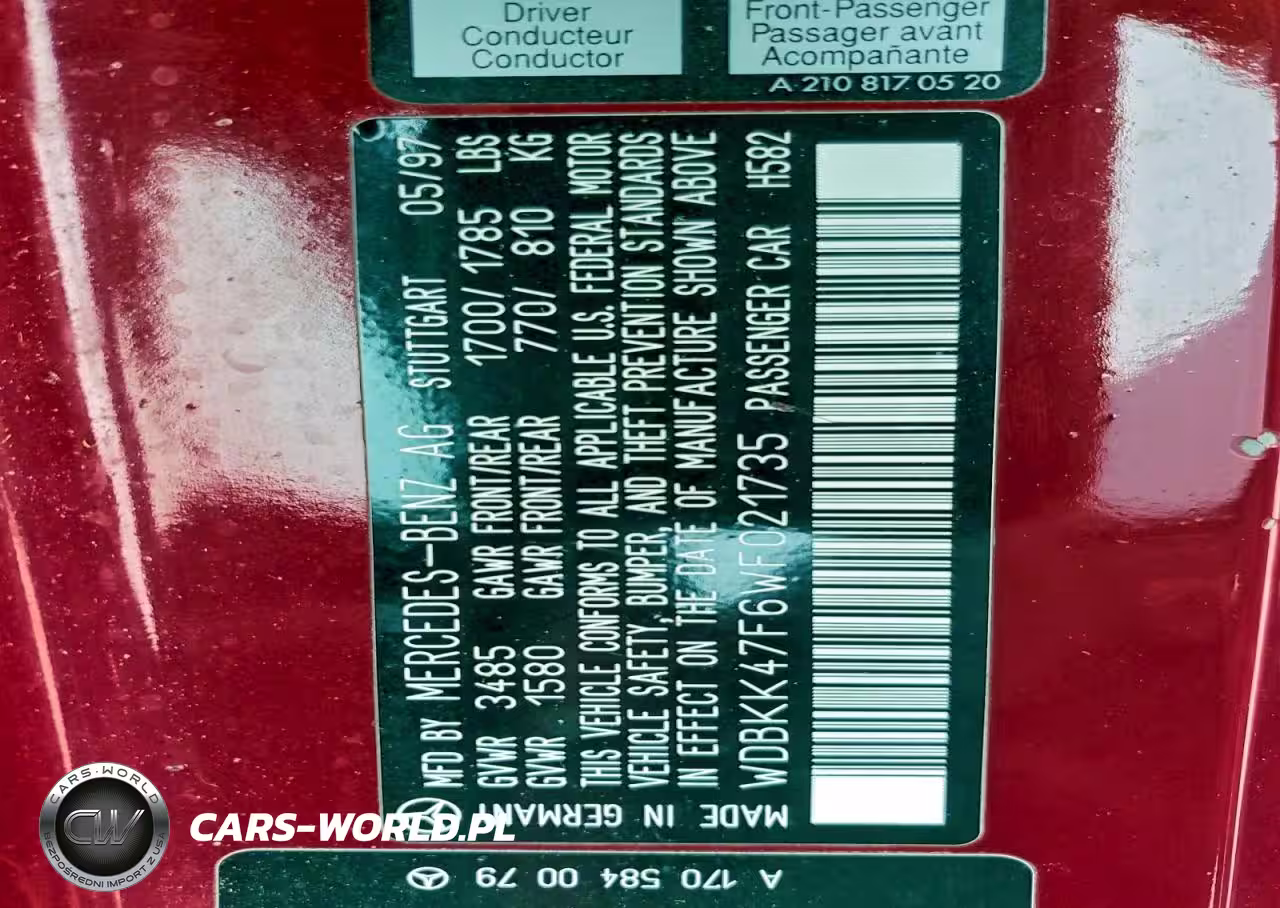 Driver
Conducteur
Conductor
Front-Passenger
Passager avant
Acompañante
A 210 817 05 20
MFD BY MERCEDES-BENZ AG STUTTGART 05/97
GVWR 3485 GAWR FRONT/REAR 1700/ 1785 LBS
GVWR 1580 GAWR FRONT/REAR 770/ 810 KG
THIS VEHICLE CONFORMS TO ALL APPLICABLE U.S. FEDERAL MOTOR
VEHICLE SAFETY, BUMPER, AND THEFT PREVENTION STANDARDS
IN EFFECT ON THE DATE OF MANUFACTURE SHOWN ABOVE
WDBKK47F6WF021735 PASSENGER CAR H582
MADE IN GERMANY
A 170 584 00 79
CARS-WORLD
CW
BEZPOŚREDNI IMPORT Z USA
CARS-WORLD.PL